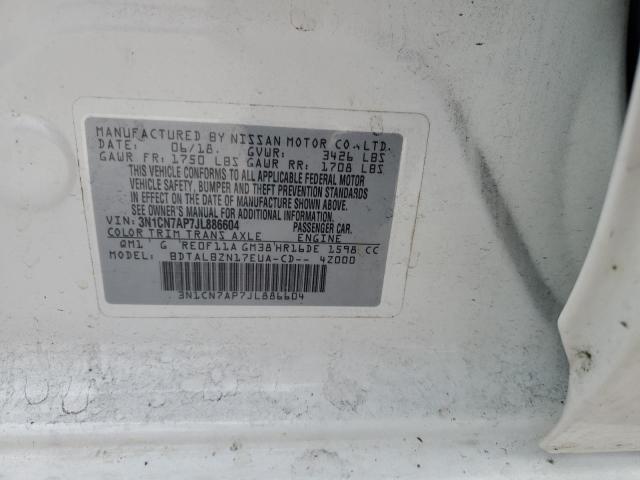 MANUFACTURED BY NISSAN MOTOR CO., LTD.
DATE: 06/18. GVWR: 3426 LBS
GAWR FR: 1750 LBS GAWR RR: 1708 LBS
THIS VEHICLE CONFORMS TO ALL APPLICABLE FEDERAL MOTOR
VEHICLE SAFETY, BUMPER AND THEFT PREVENTION STANDARDS
IN EFFECT ON THE DATE OF MANUFACTURE SHOWN ABOVE.
SEE OWNER'S MANUAL FOR ADDITIONAL INFORMATION.
VIN: 3N1CN7AP7JL886604 PASSENGER CAR.
COLOR TRIM TRANS AXLE ENGINE
QM1 G RE0F11A GM38 HR16DE 1598 CC
MODEL: BDTALBZN17EUA-CD-- 42000
3N1CN7AP7JL886604